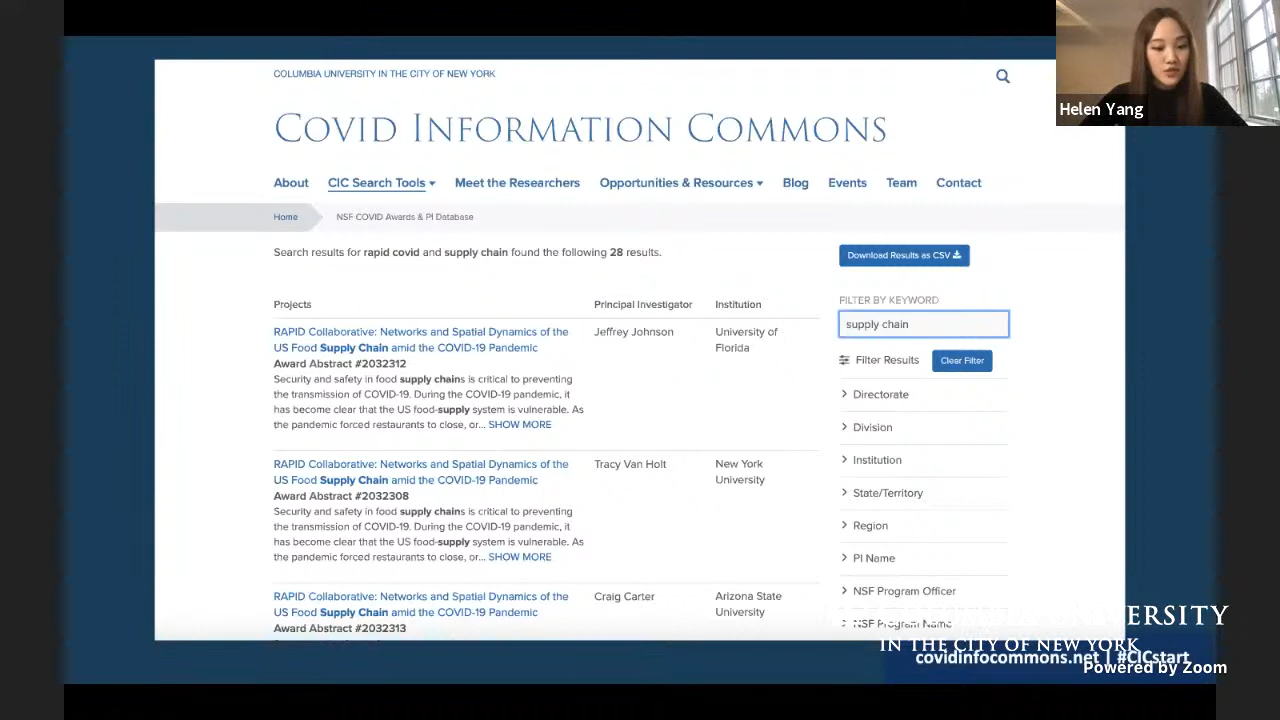 COLUMBIA UNIVERSITY IN THE CITY OF NEW YORK
COVID INFORMATION COMMONS
About CIC Search Tools Meet the Researchers Opportunities & Resources Blog Events Team Contact
Home NSF COVID Awards & PI Database
Search results for rapid covid and supply chain found the following 28 results.
Download Results as CSV
Projects Principal Investigator Institution
RAPID Collaborative: Networks and Spatial Dynamics of the
US Food Supply Chain amid the COVID-19 Pandemic
Award Abstract #2032312
Security and safety in food supply chains is critical to preventing
the transmission of COVID-19. During the COVID-19 pandemic, it
has become clear that the US food-supply system is vulnerable. As
the pandemic forced restaurants to close, or... SHOW MORE
Jeffrey Johnson
University of
Florida
RAPID Collaborative: Networks and Spatial Dynamics of the
US Food Supply Chain amid the COVID-19 Pandemic
Award Abstract #2032308
Security and safety in food supply chains is critical to preventing
the transmission of COVID-19. During the COVID-19 pandemic, it
has become clear that the US food-supply system is vulnerable. As
the pandemic forced restaurants to close, or... SHOW MORE
Tracy Van Holt
New York
University
RAPID Collaborative: Networks and Spatial Dynamics of the
US Food Supply Chain amid the COVID-19 Pandemic
Award Abstract #2032313
Craig Carter
Arizona State
University
FILTER BY KEYWORD
supply chain
Filter Results Clear Filter
Directorate
Division
Institution
State/Territory
Region
PI Name
NSF Program Officer
NSF Program Name
Helen Yang
UNIVERSITY
IN THE CITY OF NEW YORK
covidinfocommons.net | #CICstart
Powered by Zoom